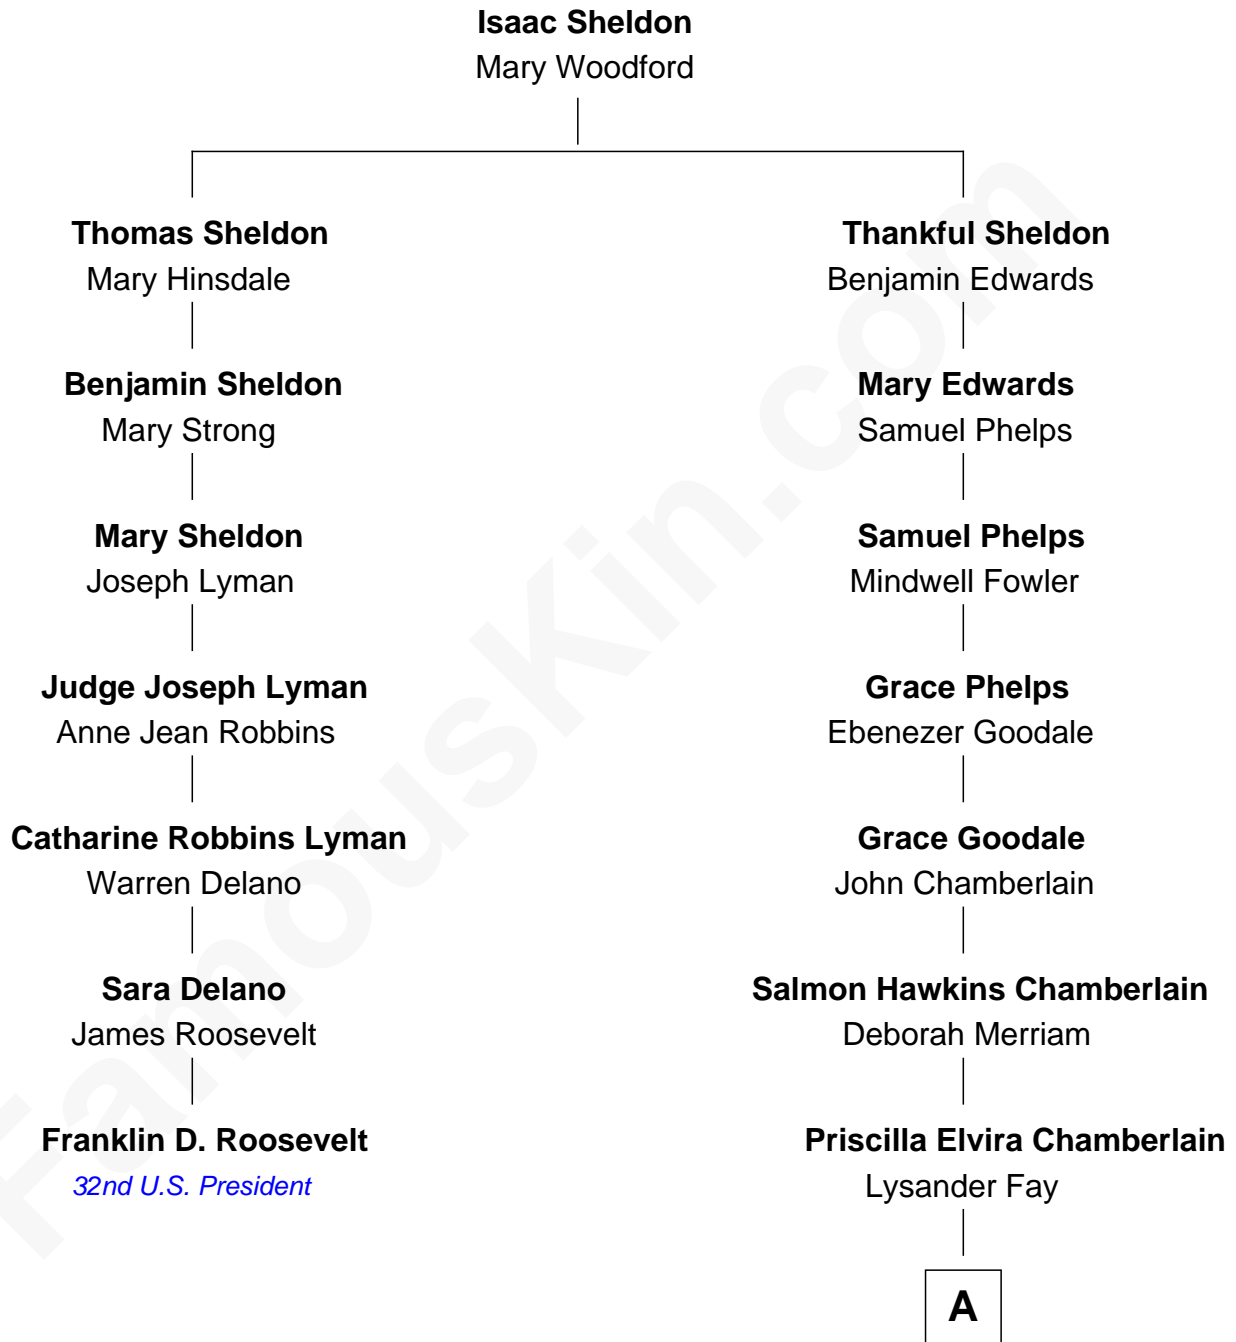 Isaac Sheldon
Mary Woodford
Thomas Sheldon
Mary Hinsdale
Thankful Sheldon
Benjamin Edwards
Benjamin Sheldon
Mary Strong
Mary Edwards
Samuel Phelps
Mary Sheldon
Joseph Lyman
Samuel Phelps
Mindwell Fowler
Judge Joseph Lyman
Anne Jean Robbins
Grace Phelps
Ebenezer Goodale
Catharine Robbins Lyman
Warren Delano
Grace Goodale
John Chamberlain
Sara Delano
James Roosevelt
Salmon Hawkins Chamberlain
Deborah Merriam
Franklin D. Roosevelt
32nd U.S. President
Priscilla Elvira Chamberlain
Lysander Fay
A
FamousKin.com